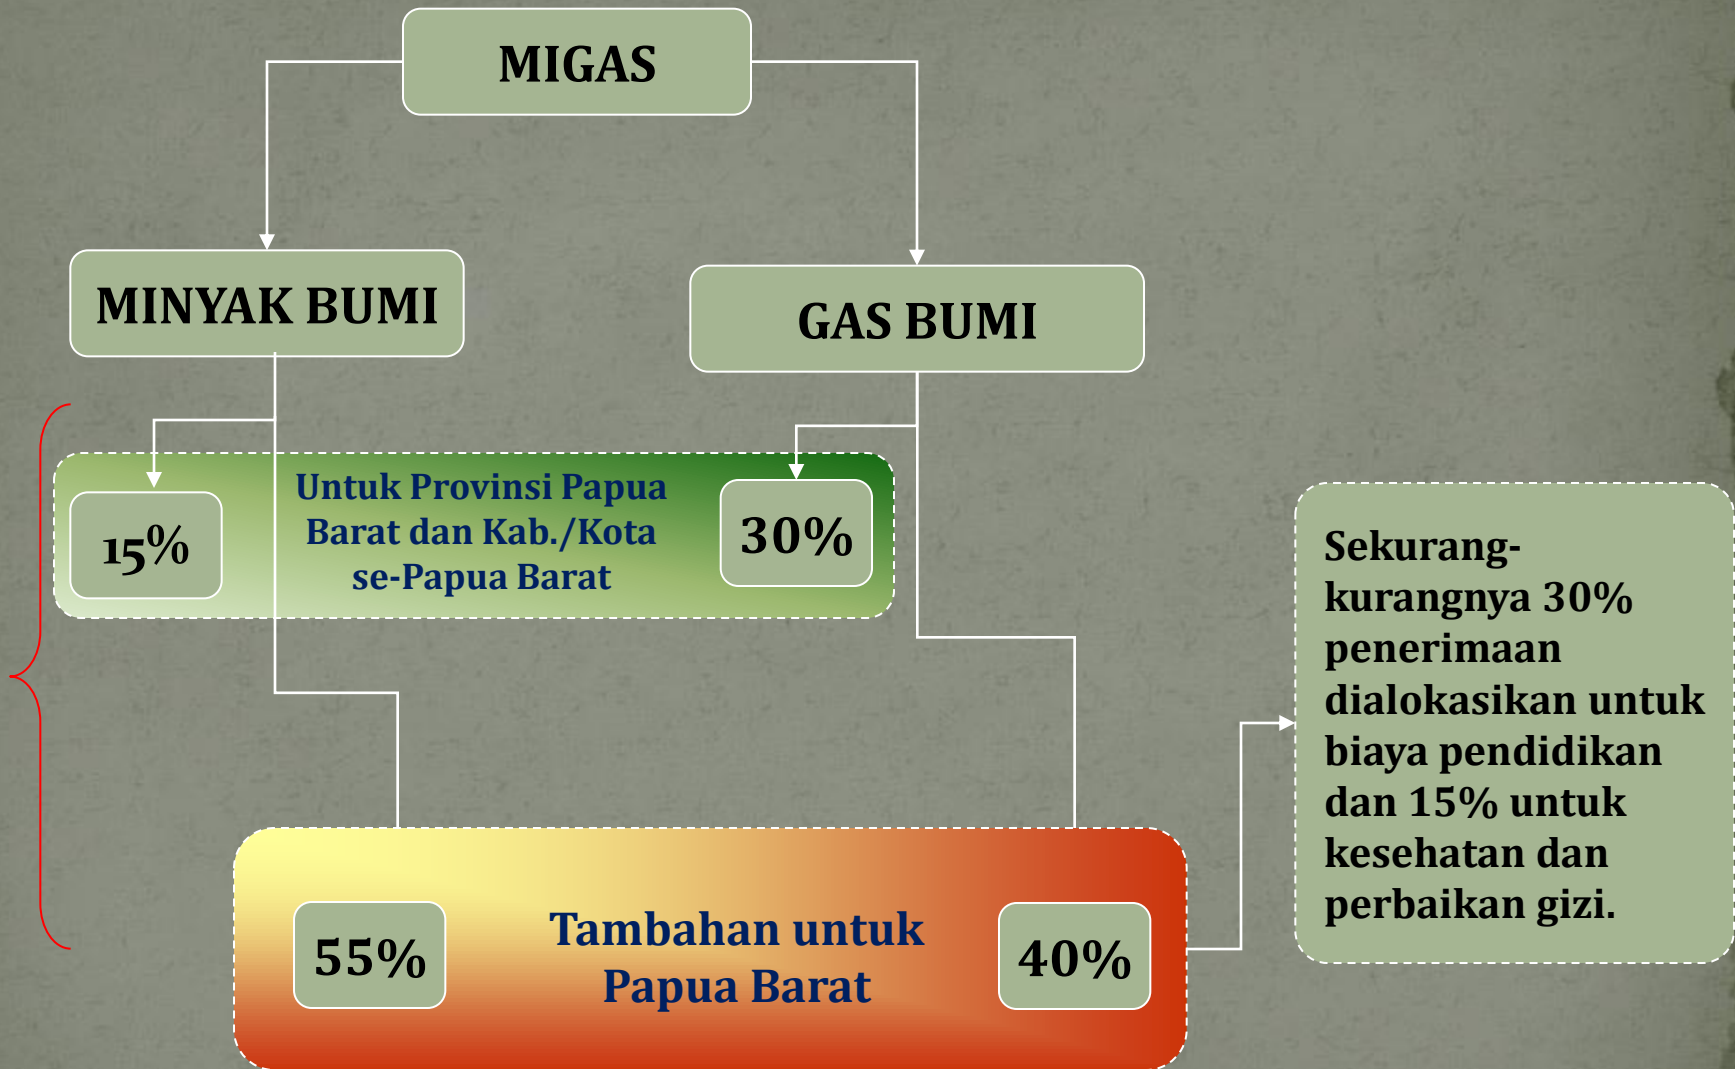 MIGAS
MINYAK BUMI
GAS BUMI
15%
Untuk Provinsi Papua
Barat dan Kab./Kota
se-Papua Barat
30%
Sekurang-
kurangnya 30%
penerimaan
dialokasikan untuk
biaya pendidikan
dan 15% untuk
kesehatan dan
perbaikan gizi.
55%
Tambahan untuk
Papua Barat
40%